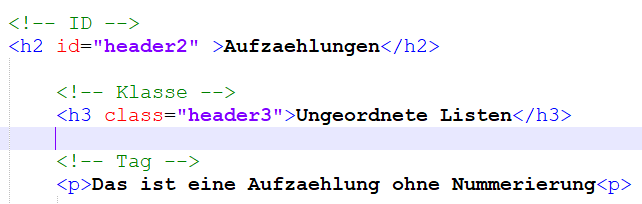 <!-- ID -->
<h2 id="header2" >Aufzaehlungen</h2>
<!-- Klasse -->
<h3 class="header3">Ungeordnete Listen</h3>
<!-- Tag -->
<p>Das ist eine Aufzaehlung ohne Nummerierung<p>